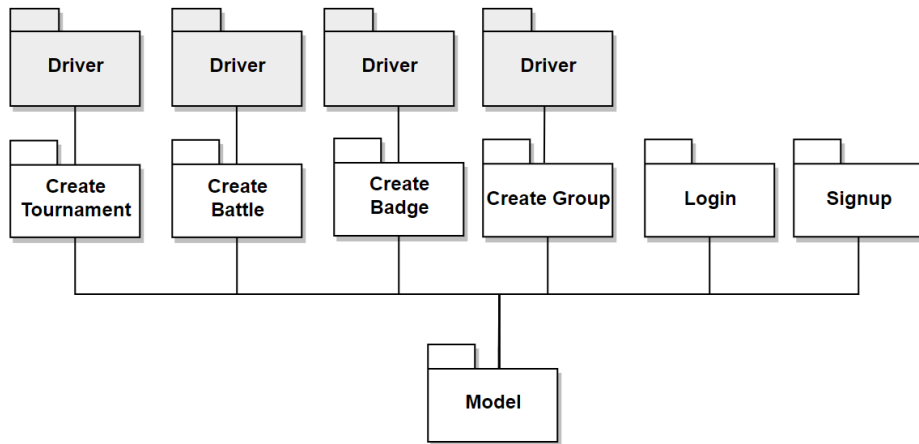 Driver
Driver
Driver
Driver
Create
Tournament
Create
Battle
Create
Badge
Create Group
Login
Signup
Model